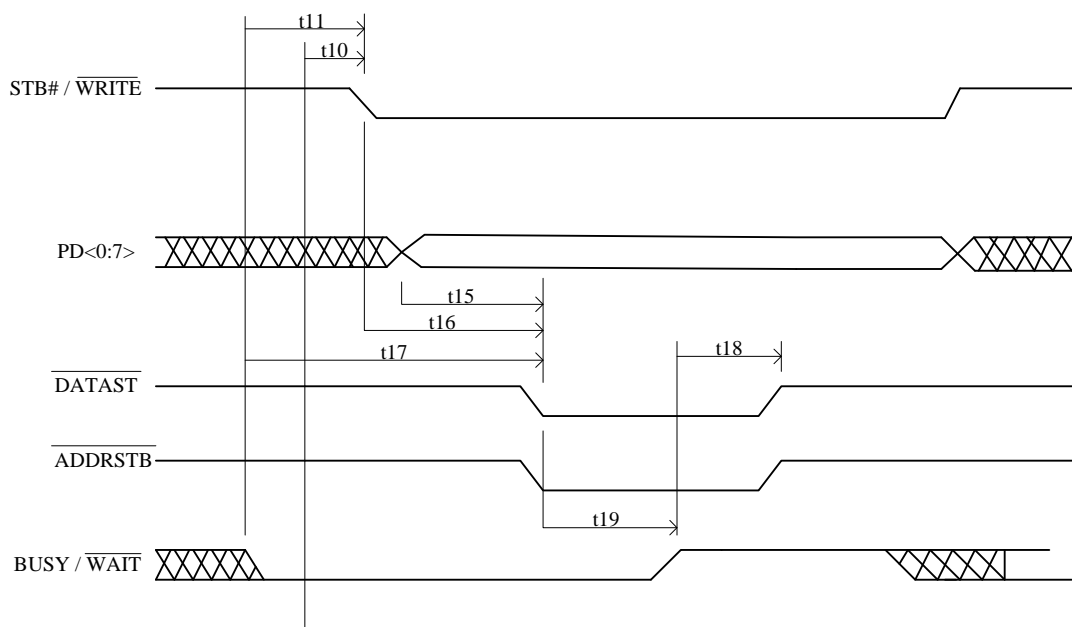 t11
t10
STB# / WRITE
PD<0:7>
t15
t16
t17
t18
DATAST
ADDRSTB
t19
BUSY / WAIT